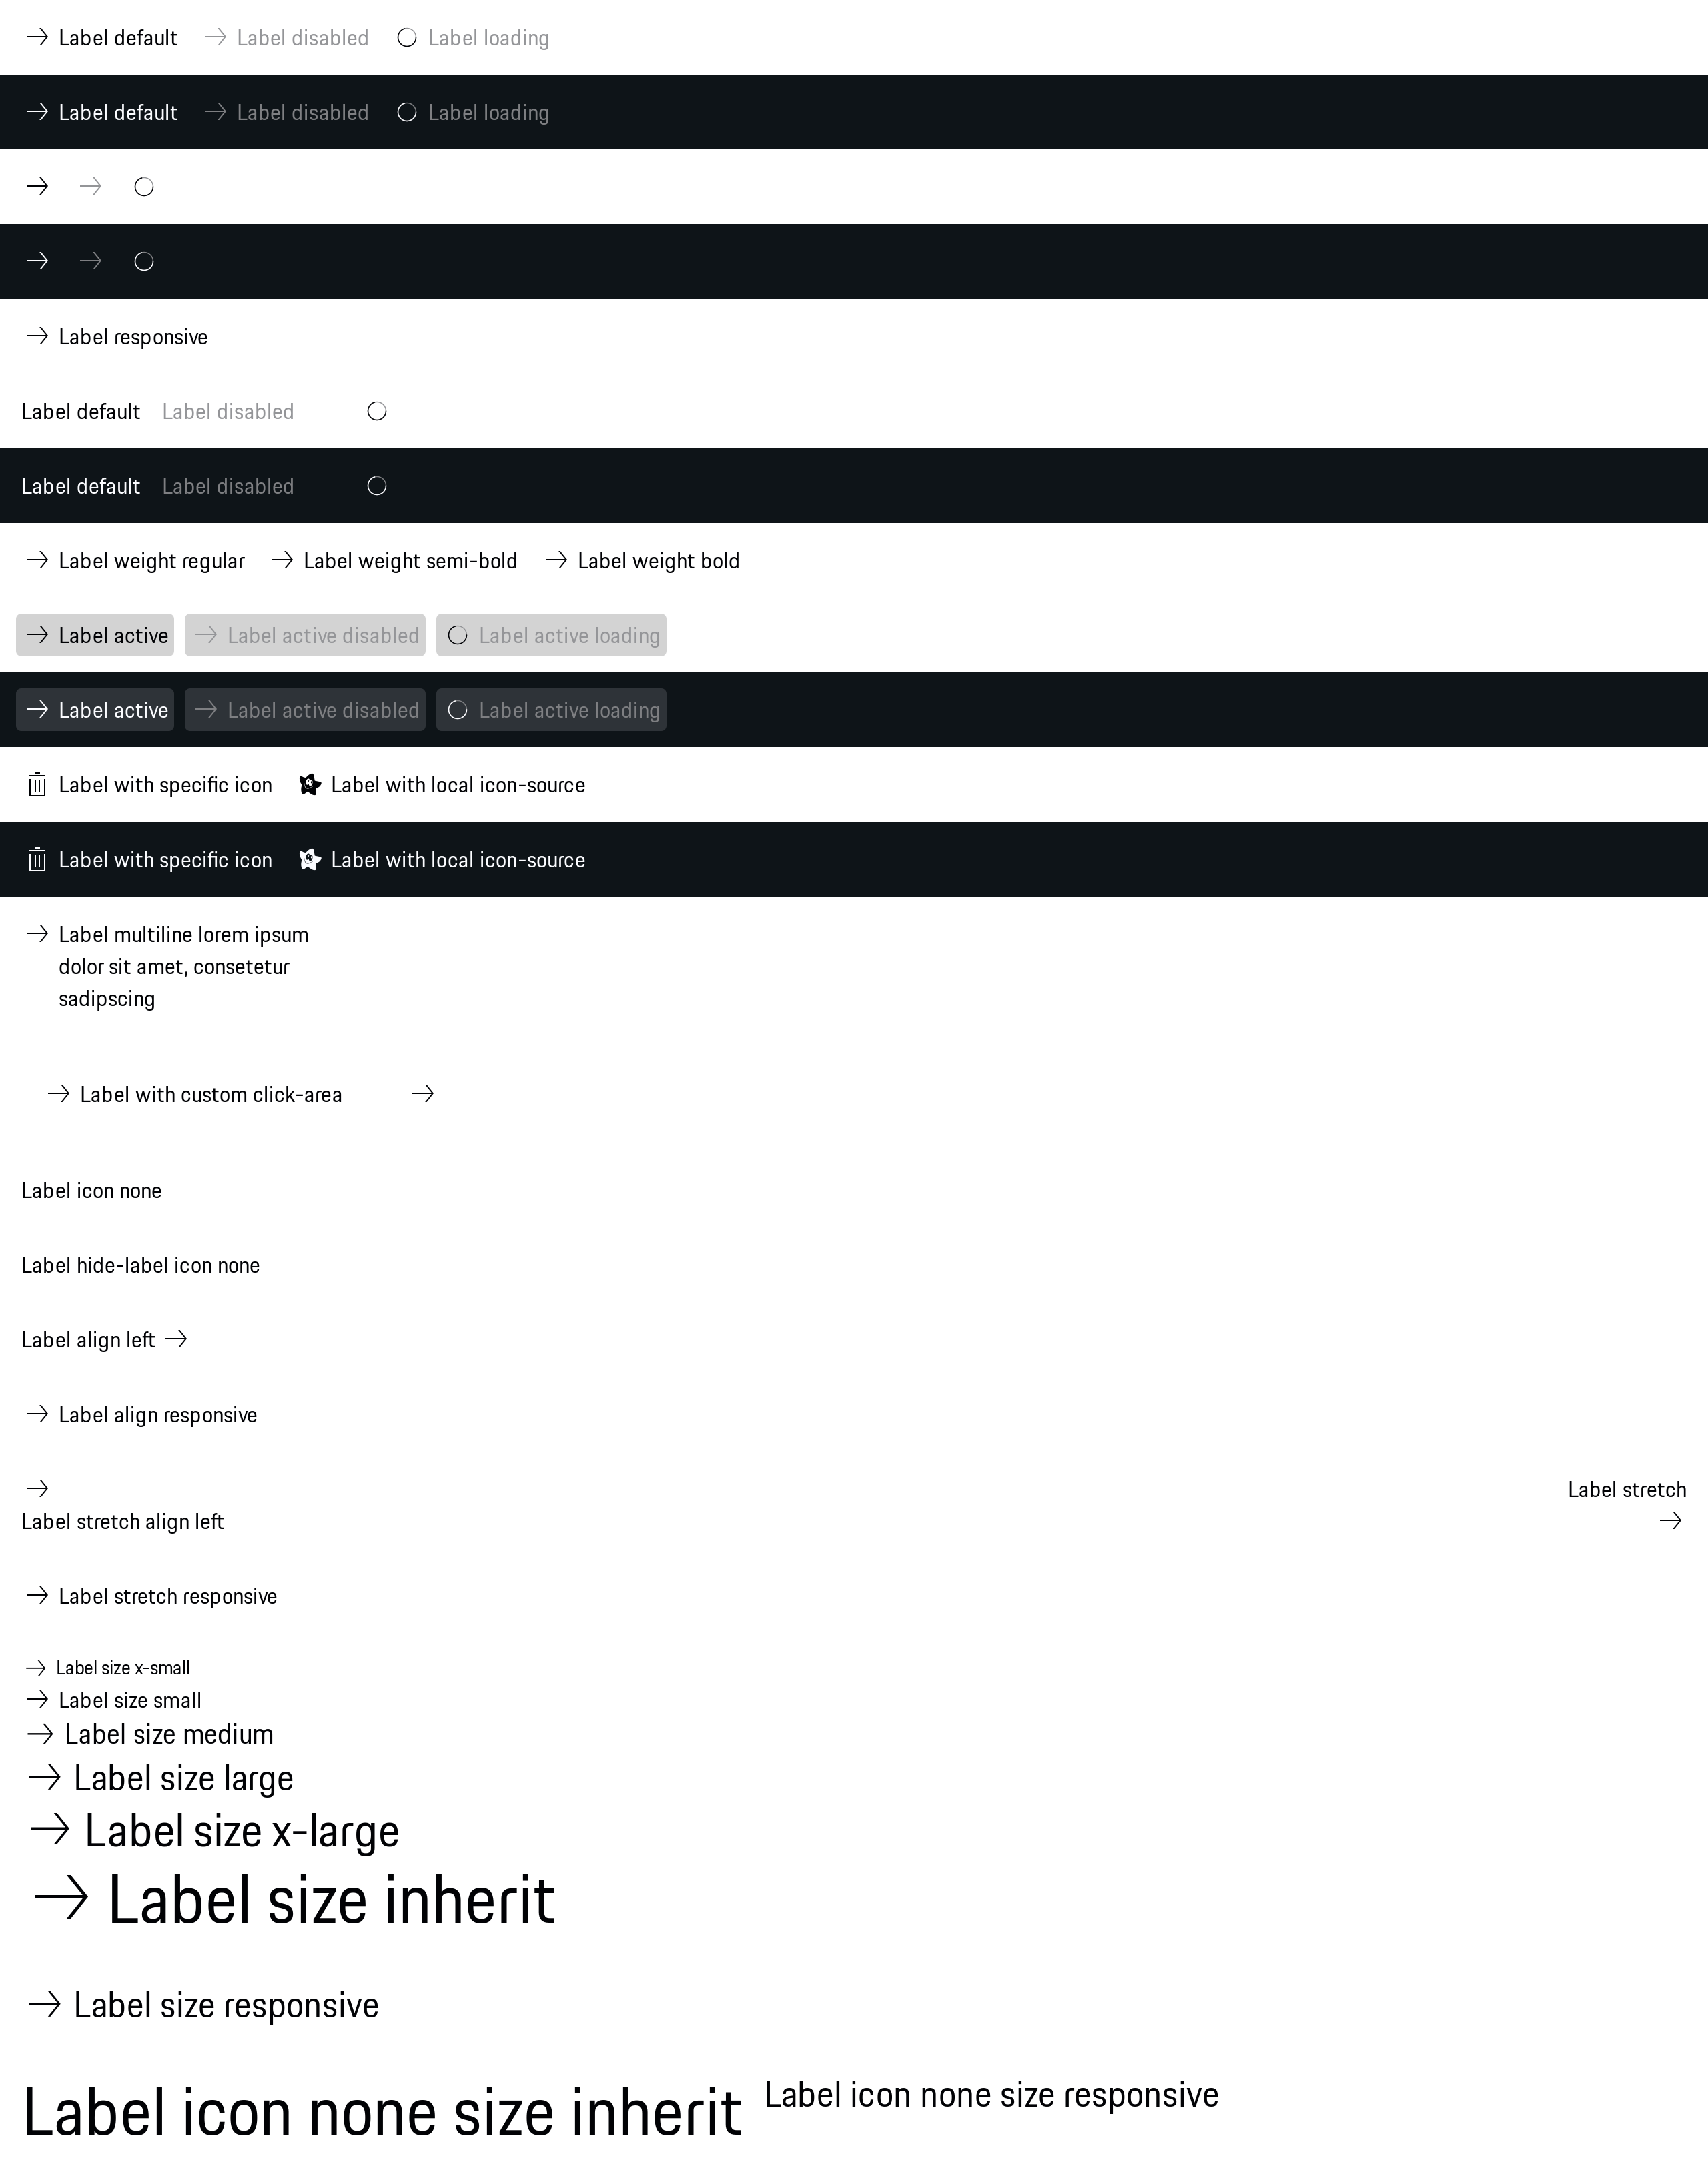 Label default Label disabled Label loading
Label default Label disabled Label loading
Label responsive
Label default Label disabled
Label default Label disabled
Label weight regular Label weight semi-bold Label weight bold
Label active Label active disabled Label active loading
Label active Label active disabled Label active loading
Label with specific icon Label with local icon-source
Label with specific icon Label with local icon-source
Label multiline lorem ipsum
dolor sit amet, consetetur
sadipscing
Label with custom click-area
Label icon none
Label hide-label icon none
Label align left
Label align responsive
Label stretch
Label stretch align left
Label stretch responsive
Label size x-small
Label size small
Label size medium
Label size large
Label size x-large
Label size inherit
Label size responsive
Label icon none size inherit Label icon none size responsive